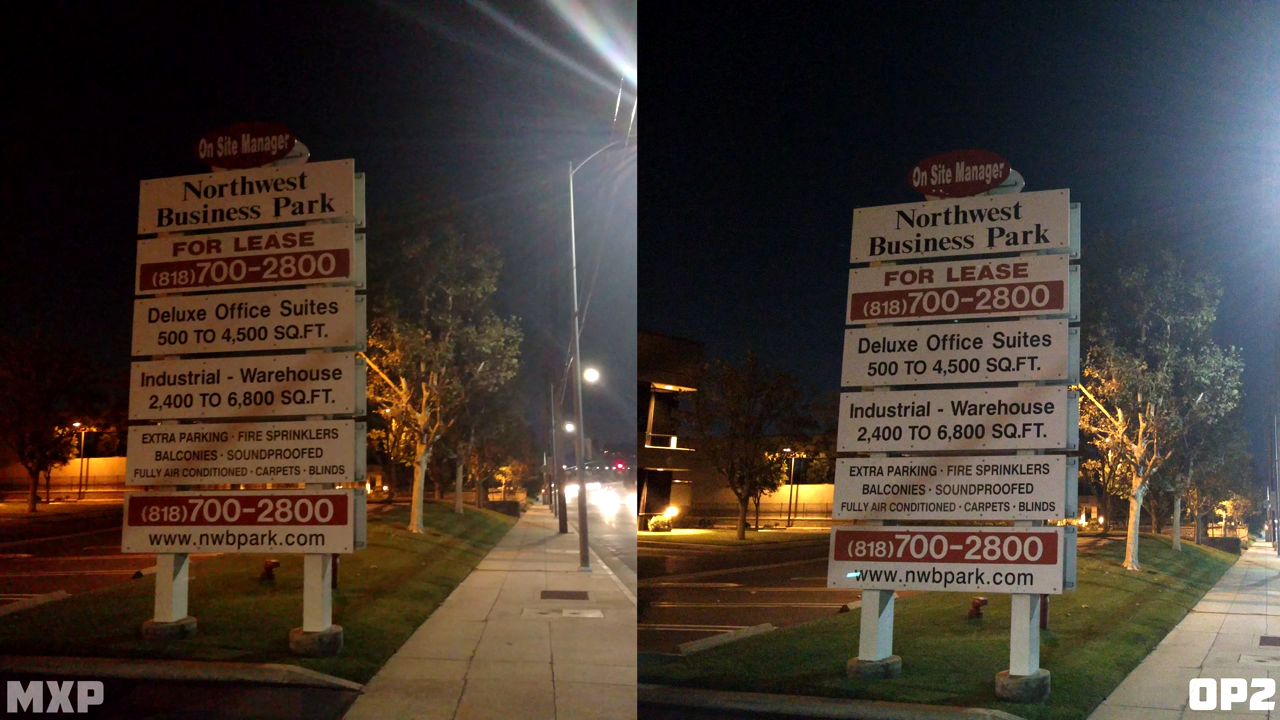 On Site Manager
Northwest
Business Park
FOR LEASE
(818)700-2800
Deluxe Office Suites
500 TO 4,500 SQ.FT.
Industrial - Warehouse
2,400 TO 6,800 SQ.FT.
EXTRA PARKING · FIRE SPRINKLERS
BALCONIES · SOUNDPROOFED
FULLY AIR CONDITIONED · CARPETS · BLINDS
(818)700-2800
www.nwbpark.com
MXP
On Site Manager
Northwest
Business Park
FOR LEASE
(818)700-2800
Deluxe Office Suites
500 TO 4,500 SQ.FT.
Industrial - Warehouse
2,400 TO 6,800 SQ.FT.
EXTRA PARKING · FIRE SPRINKLERS
BALCONIES · SOUNDPROOFED
FULLY AIR CONDITIONED · CARPETS · BLINDS
(818)700-2800
www.nwbpark.com
OP2